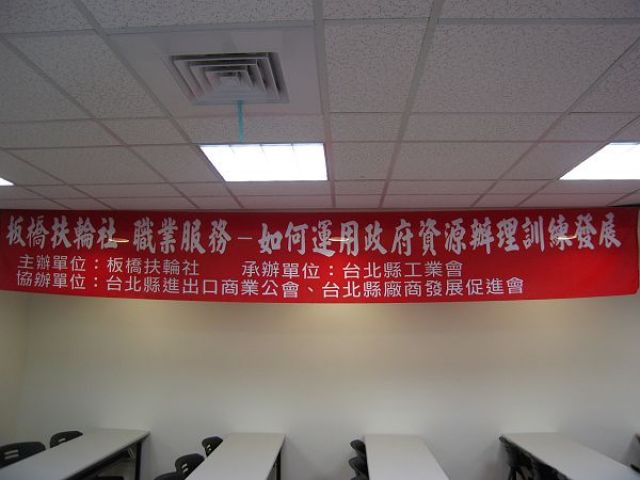 板橋扶輪社-職業服務-如何運用政府資源辦理訓練發展
主辦單位：板橋扶輪社 承辦單位：台北縣工業會
協辦單位：台北縣進出口商業公會、台北縣廠商發展促進會